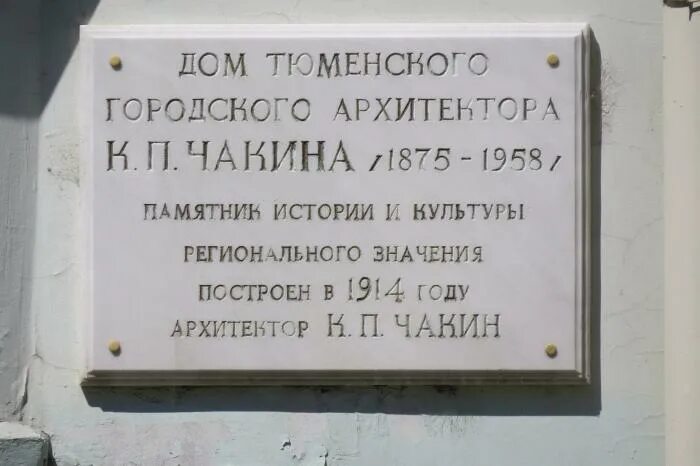 ДОМ ТЮМЕНСКОГО
ГОРОДСКОГО АРХИТЕКТОРА
К. П. ЧАКИНА /1875 - 1958/
ПАМЯТНИК ИСТОРИИ И КУЛЬТУРЫ
РЕГИОНАЛЬНОГО ЗНАЧЕНИЯ
ПОСТРОЕН В 1914 ГОДУ
АРХИТЕКТОР К. П. ЧАКИН